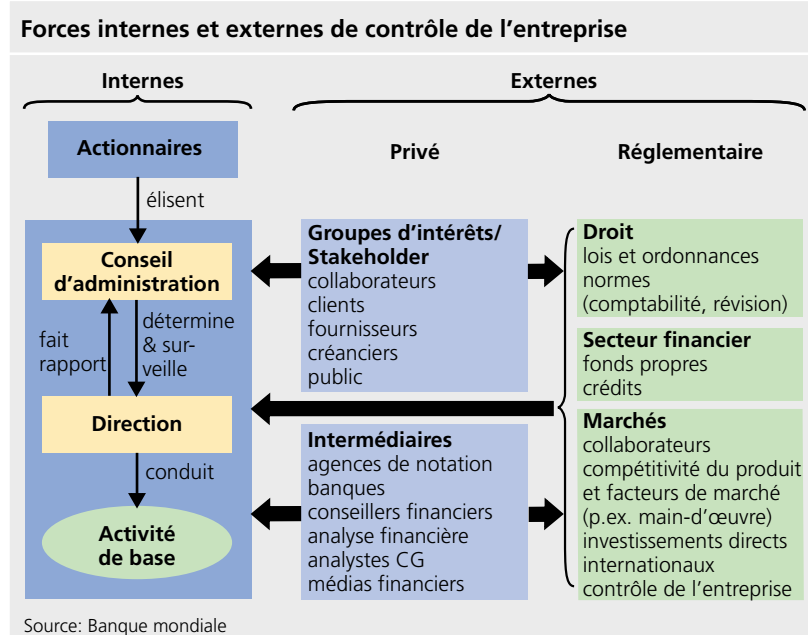 Forces internes et externes de contrôle de l'entreprise
Internes
Externes
Actionnaires
Privé
Réglementaire
élisent
Conseil
d'administration
fait
rapport
détermine
& sur-
veille
Direction
conduit
Activité
de base
Groupes d'intérêts/
Stakeholder
collaborateurs
clients
fournisseurs
créanciers
public
Intermédiaires
agences de notation
banques
conseillers financiers
analyse financière
analystes CG
médias financiers
Droit
lois et ordonnances
normes
(comptabilité, révision)
Secteur financier
fonds propres
crédits
Marchés
collaborateurs
compétitivité du produit
et facteurs de marché
(p.ex. main-d'œuvre)
investissements directs
internationaux
contrôle de l'entreprise
Source: Banque mondiale